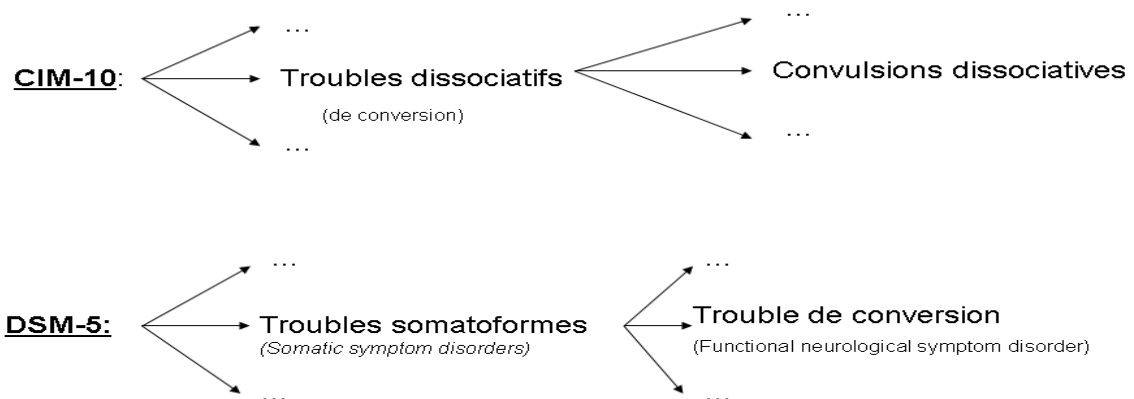 ...
...
CIM-10:
Troubles dissociatifs
Convulsions dissociatives
(de conversion)
...
...
...
...
DSM-5:
Troubles somatoformes
Trouble de conversion
(Somatic symptom disorders)
(Functional neurological symptom disorder)
...
...